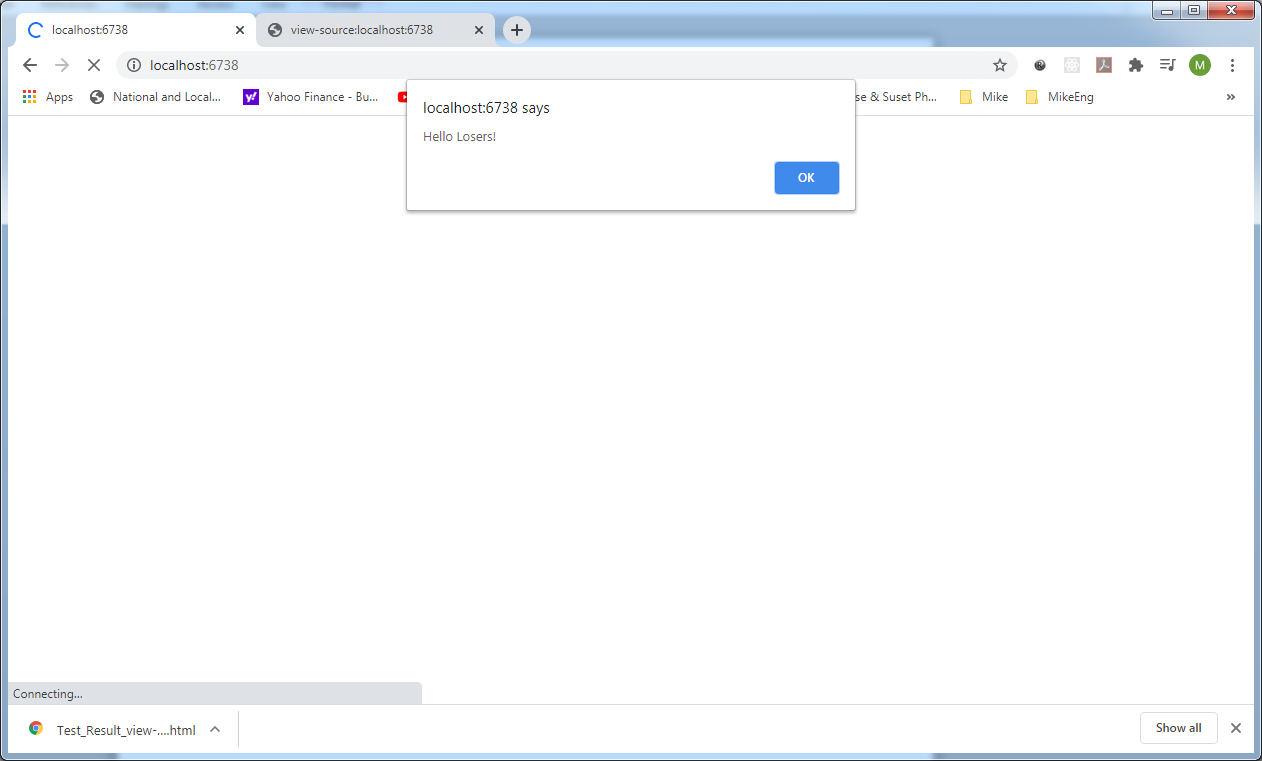 localhost:6738
view-source:localhost:6738
localhost:6738
M
Apps
National and Local...
Yahoo Finance - Bu...
se & Suset Ph...
Mike
MikeEng
localhost:6738 says
Hello Losers!
OK
Connecting...
Test_Result_view-....html
Show all